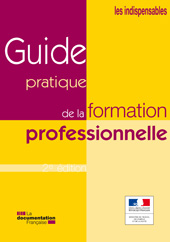 les indispensables
Guide
pratique
de la formation
professionnelle
La
documentation
Française